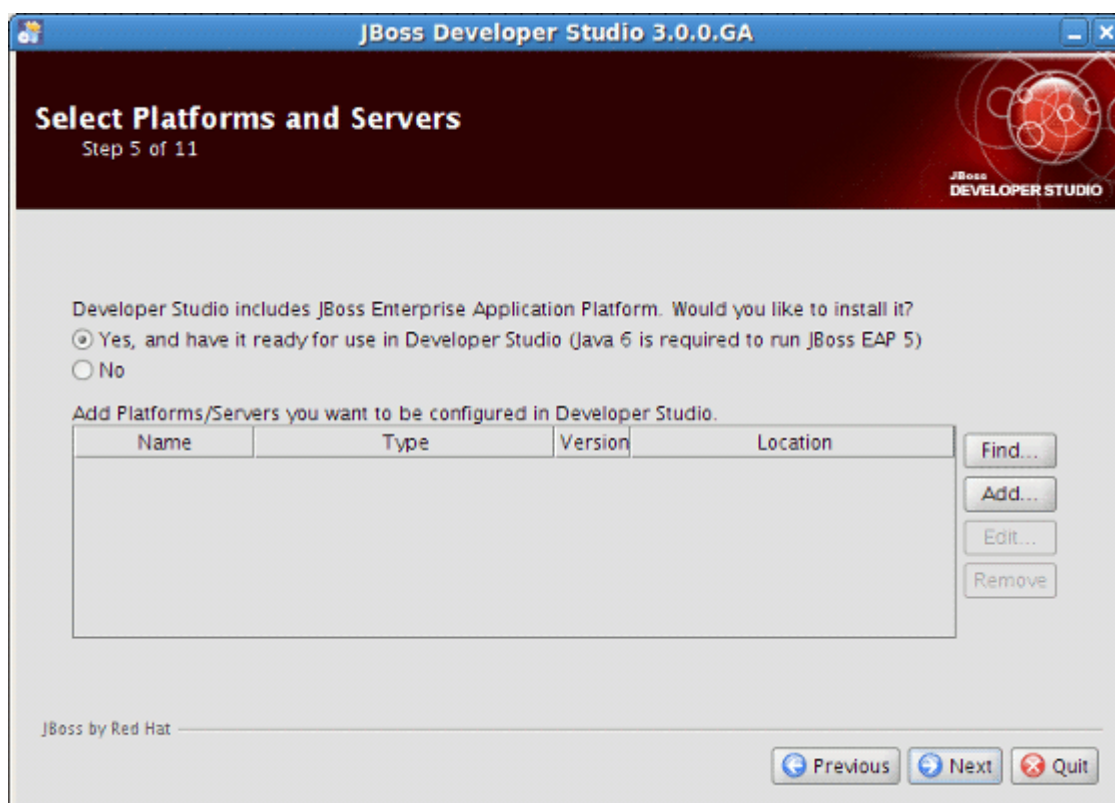 JBoss Developer Studio 3.0.0.GA
Select Platforms and Servers
Step 5 of 11
JBoss
DEVELOPER STUDIO
Developer Studio includes JBoss Enterprise Application Platform. Would you like to install it?
Yes, and have it ready for use in Developer Studio (Java 6 is required to run JBoss EAP 5)
No
Add Platforms/Servers you want to be configured in Developer Studio.
Name Type Version Location
Find...
Add...
Edit...
Remove
JBoss by Red Hat
Previous Next Quit